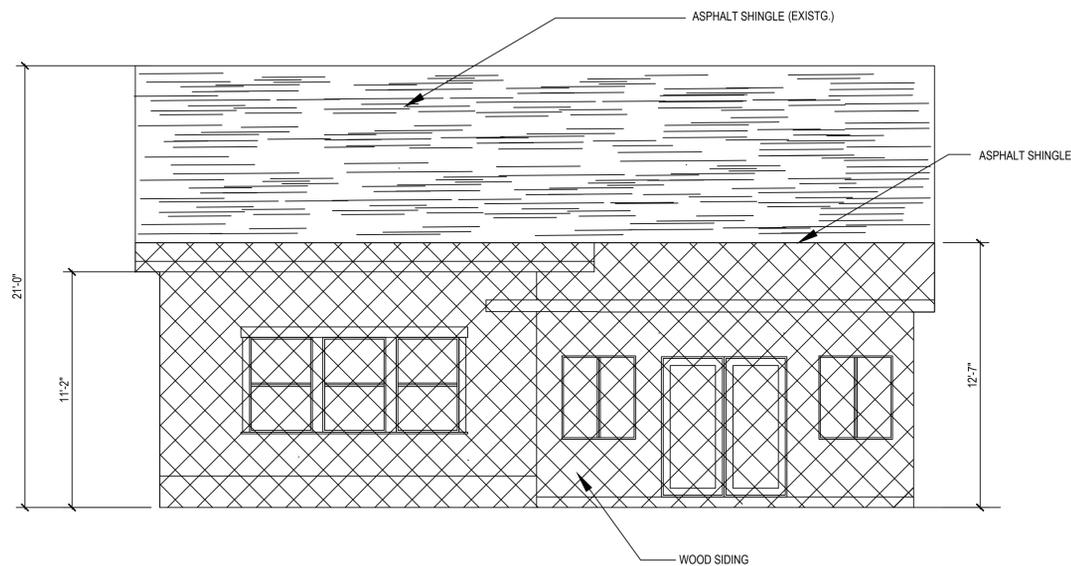 ASPHALT SHINGLE (EXISTG.)
ASPHALT SHINGLE
21'-0"
11'-2"
12'-7"
WOOD SIDING